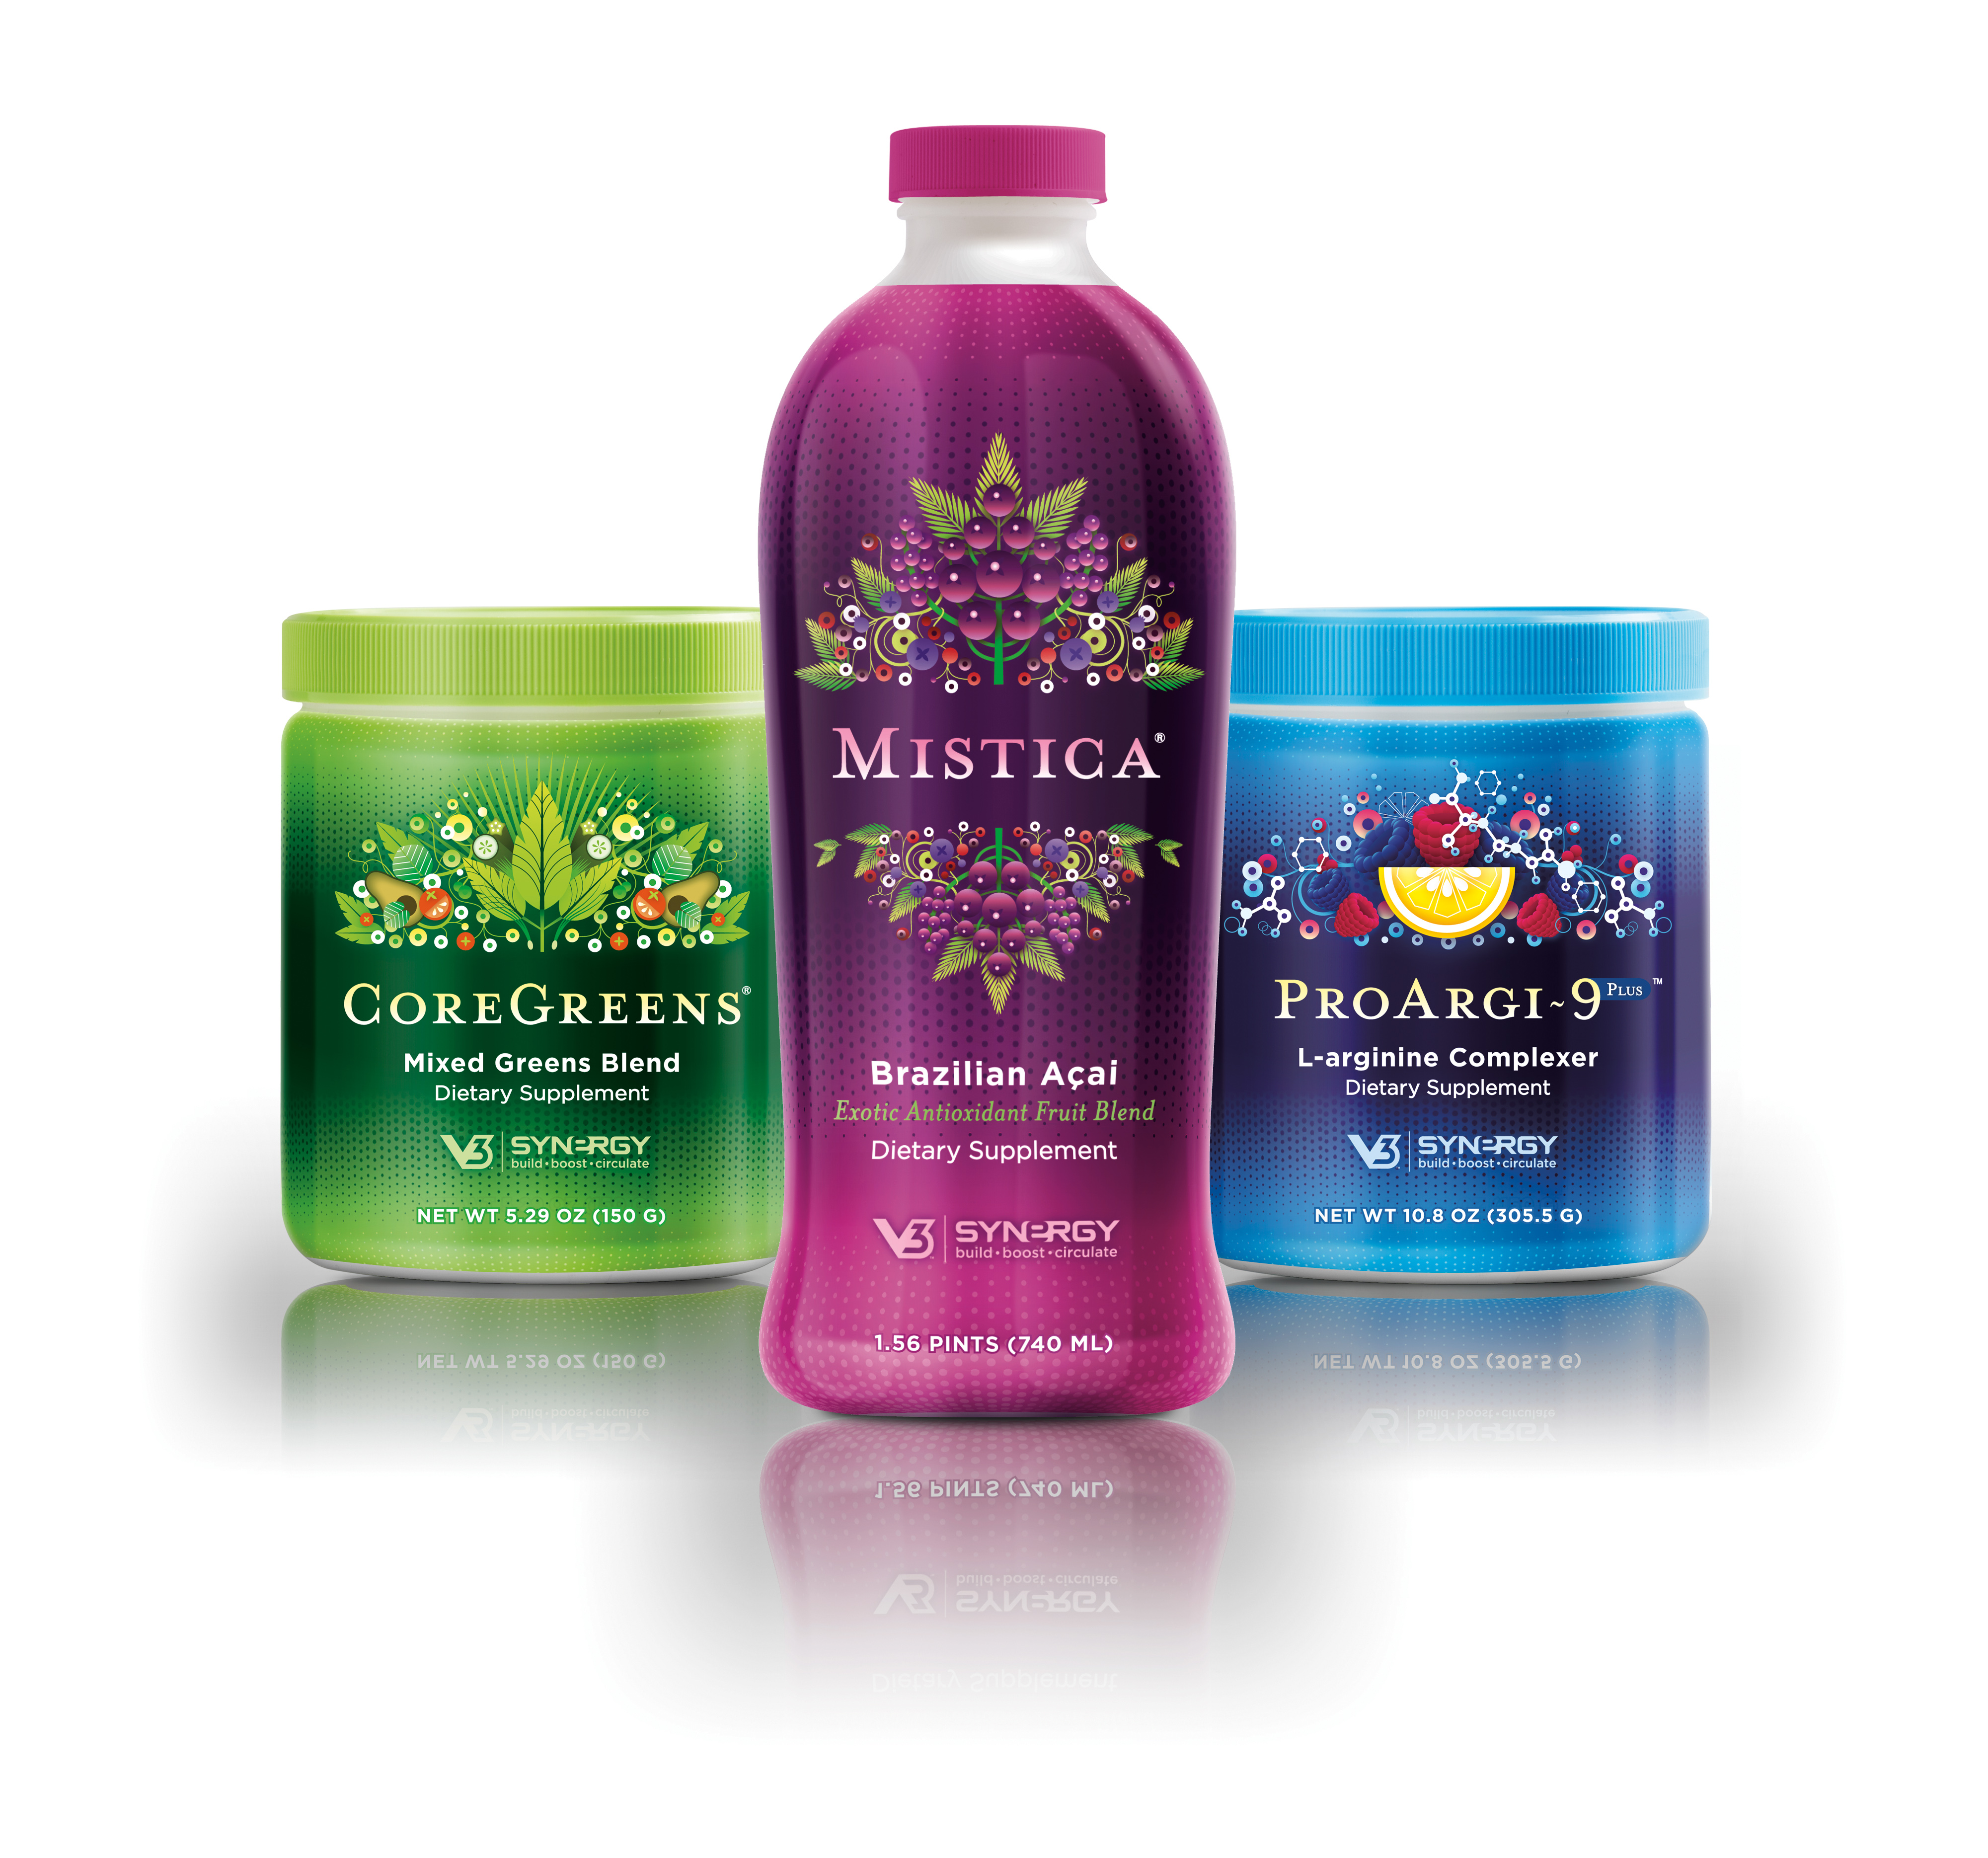 CoreGreens®
Mixed Greens Blend
Dietary Supplement
V3 SYNERGY
build • boost • circulate
NET WT 5.29 OZ (150 G)
Mistica®
Brazilian Açai
Exotic Antioxidant Fruit Blend
Dietary Supplement
V3 SYNERGY
build • boost • circulate
1.56 PINTS (740 ML)
ProArgi~9 Plus™
L-arginine Complexer
Dietary Supplement
V3 SYNERGY
build • boost • circulate
NET WT 10.8 OZ (305.5 G)